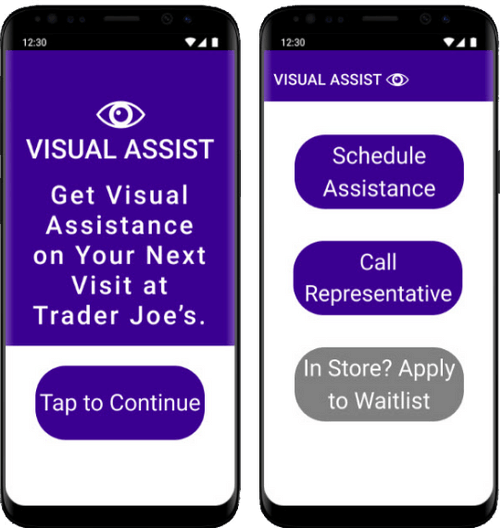 12:30
VISUAL ASSIST
Get Visual
Assistance
on Your Next
Visit at
Trader Joe’s.
Tap to Continue
12:30
VISUAL ASSIST
Schedule
Assistance
Call
Representative
In Store? Apply
to Waitlist